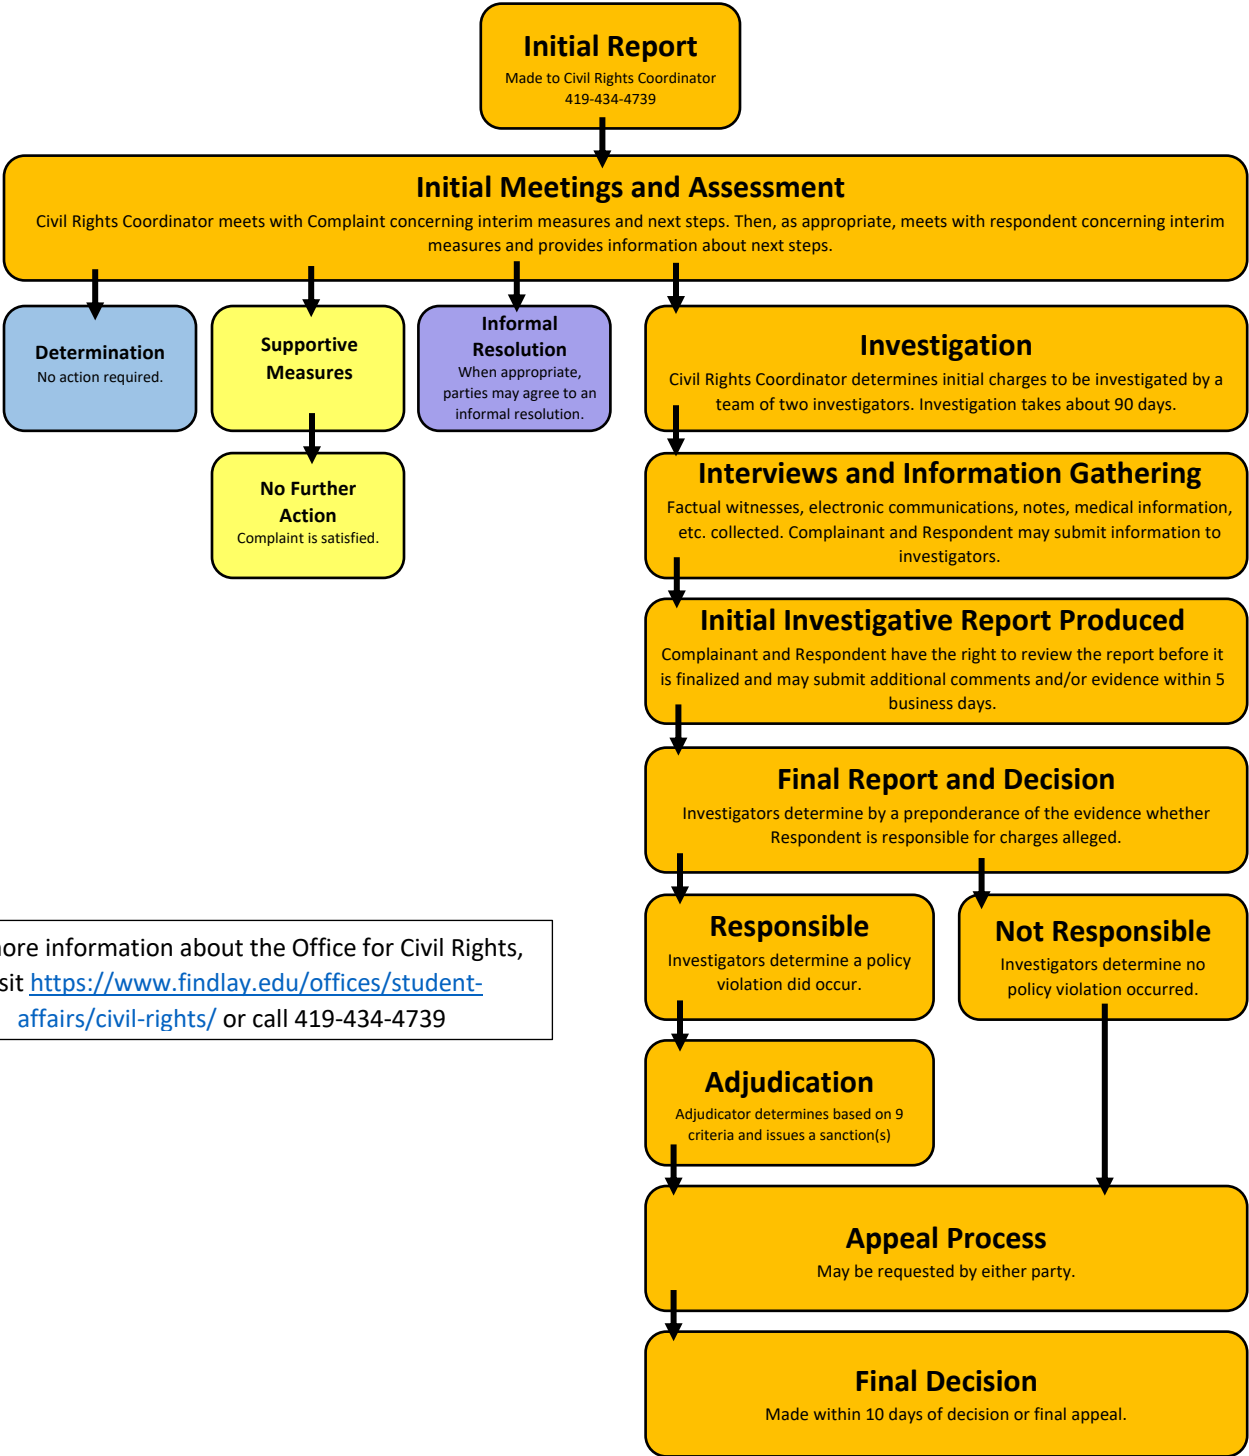 Initial Report
Made to Civil Rights Coordinator
419-434-4739
Initial Meetings and Assessment
Civil Rights Coordinator meets with Complaint concerning interim measures and next steps. Then, as appropriate, meets with respondent concerning interim
measures and provides information about next steps.
Determination
No action required.
Supportive
Measures
Informal
Resolution
When appropriate,
parties may agree to an
informal resolution.
Investigation
Civil Rights Coordinator determines initial charges to be investigated by a
team of two investigators. Investigation takes about 90 days.
No Further
Action
Complaint is satisfied.
Interviews and Information Gathering
Factual witnesses, electronic communications, notes, medical information,
etc. collected. Complainant and Respondent may submit information to
investigators.
Initial Investigative Report Produced
Complainant and Respondent have the right to review the report before it
is finalized and may submit additional comments and/or evidence within 5
business days.
Final Report and Decision
Investigators determine by a preponderance of the evidence whether
Respondent is responsible for charges alleged.
Responsible
Investigators determine a policy
violation did occur.
Not Responsible
Investigators determine no
policy violation occurred.
more information about the Office for Civil Rights,
sit https://www.findlay.edu/offices/student-
affairs/civil-rights/ or call 419-434-4739
Adjudication
Adjudicator determines based on 9
criteria and issues a sanction(s)
Appeal Process
May be requested by either party.
Final Decision
Made within 10 days of decision or final appeal.